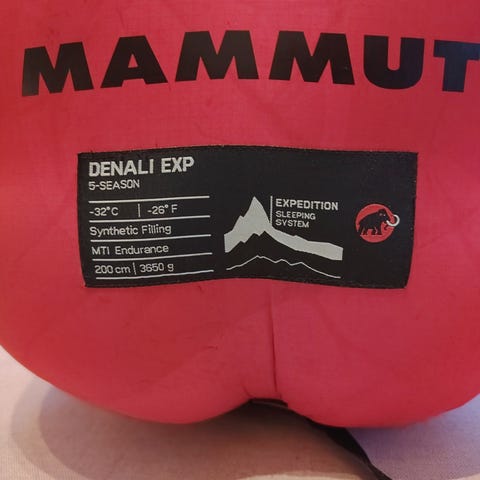 MAMMUT
DENALI EXP
5-SEASON
-32°C | -26°F
Synthetic Filling
MTI Endurance
200 cm | 3650 g
EXPEDITION
SLEEPING
SYSTEM